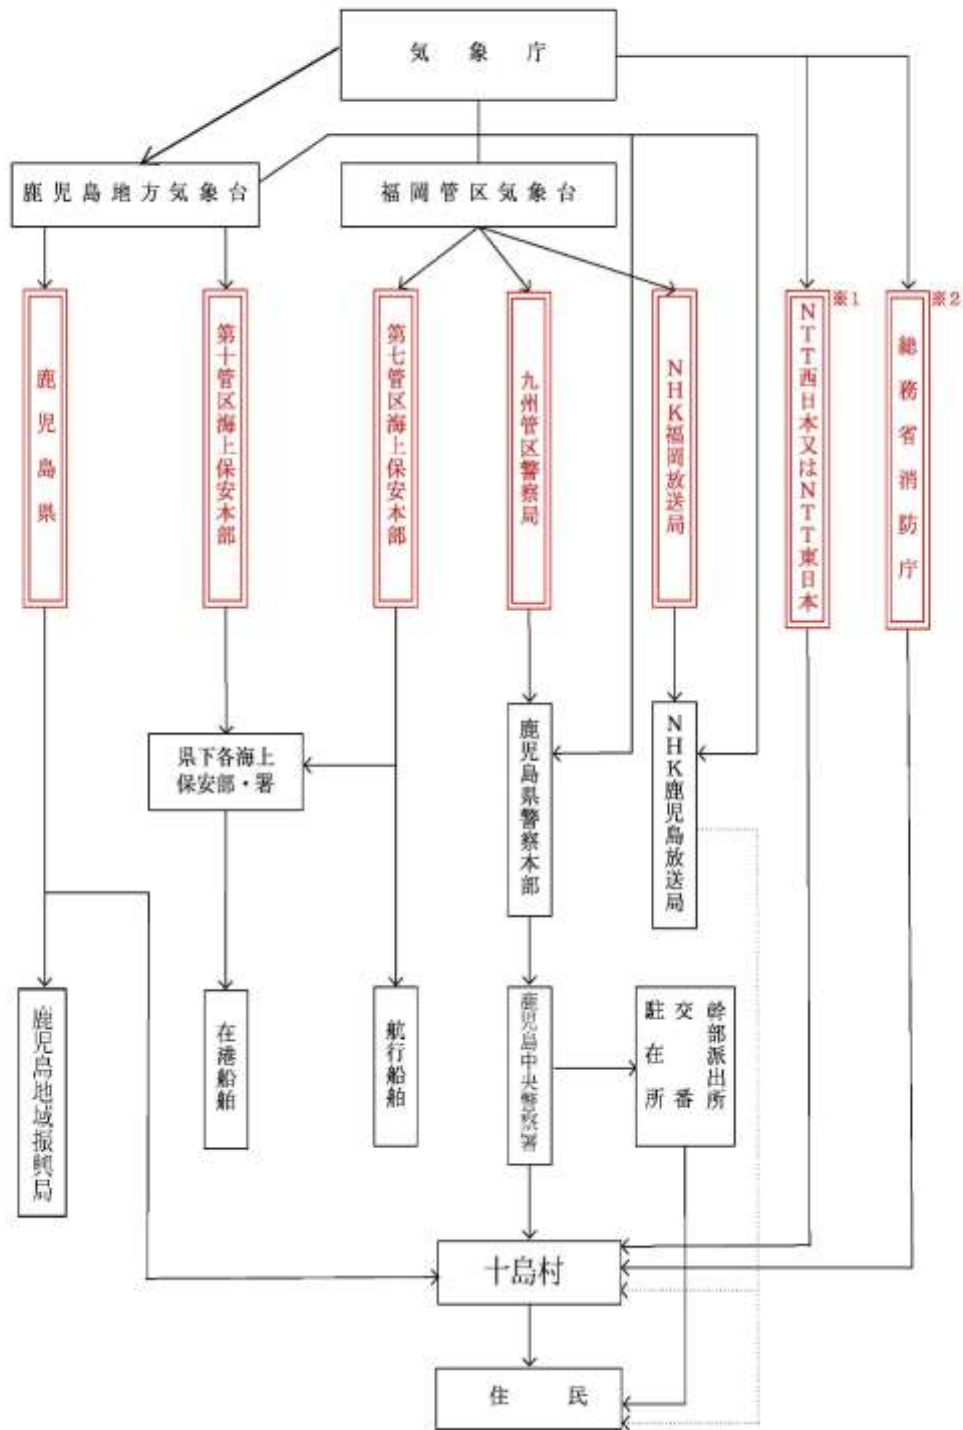 気象庁
鹿児島地方気象台
福岡管区気象台
鹿児島県
第十管区海上保安本部
第七管区海上保安本部
九州管区警察局
NHK福岡放送局
NTT西日本又はNTT東日本
※1
総務省消防庁
※2
県下各海上
保安部・署
鹿児島県警察本部
NHK鹿児島放送局
鹿児島地域振興局
在港船舶
航行船舶
鹿児島中央警察署
幹部派出所
交番
駐在所
十島村
住民